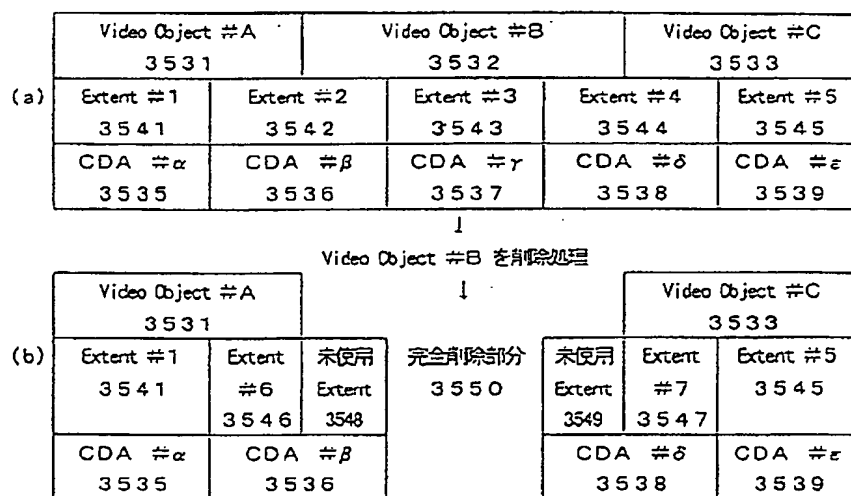 Video Object #A Video Object #B Video Object #C
3531 3532 3533
(a) Extent #1 Extent #2 Extent #3 Extent #4 Extent #5
3541 3542 3543 3544 3545
CDA #α CDA #β CDA #γ CDA #δ CDA #ε
3535 3536 3537 3538 3539
↓
Video Object #B を削除処理
↓
Video Object #A Video Object #C
3531 3533
(b) Extent #1 Extent 未使用 完全削除部分 未使用 Extent Extent #5
3541 #6 Extent 3550 Extent #7 3545
3546 3548 3549 3547
CDA #α CDA #β CDA #δ CDA #ε
3535 3536 3538 3539